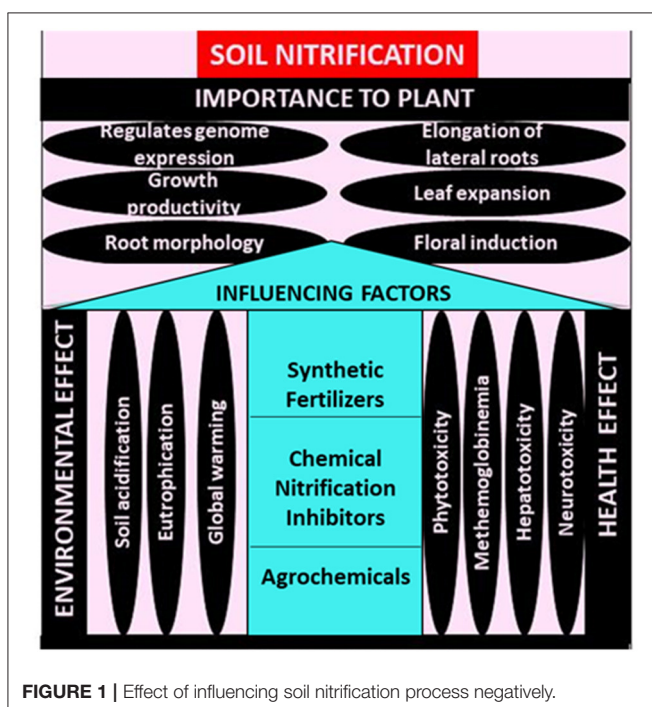 SOIL NITRIFICATION
IMPORTANCE TO PLANT
Regulates genome
expression
Elongation of
lateral roots
Growth
productivity
Leaf expansion
Root morphology
Floral induction
INFLUENCING FACTORS
ENVIRONMENTAL EFFECT
Soil acidification
Eutrophication
Global warming
Synthetic
Fertilizers
Chemical
Nitrification
Inhibitors
Agrochemicals
Phytotoxicity
Methemoglobinemia
Hepatotoxicity
Neurotoxicity
HEALTH EFFECT
FIGURE 1 | Effect of influencing soil nitrification process negatively.